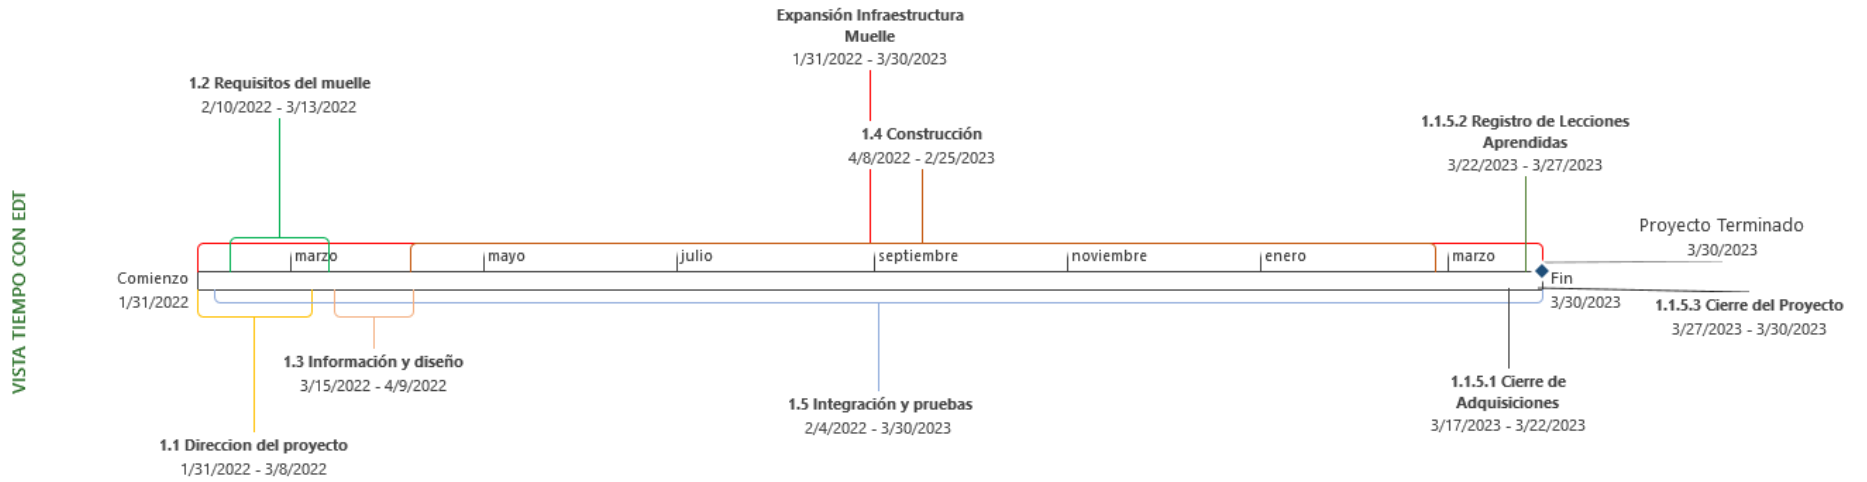 VISTA TIEMPO CON EDT
Expansión Infraestructura
Muelle
1/31/2022 - 3/30/2023
1.2 Requisitos del muelle
2/10/2022 - 3/13/2022
1.4 Construcción
4/8/2022 - 2/25/2023
1.1.5.2 Registro de Lecciones
Aprendidas
3/22/2023 - 3/27/2023
Proyecto Terminado
3/30/2023
marzo
mayo
julio
septiembre
noviembre
enero
marzo
Comienzo
1/31/2022
Fin
3/30/2023
1.1.5.3 Cierre del Proyecto
3/27/2023 - 3/30/2023
1.3 Información y diseño
3/15/2022 - 4/9/2022
1.5 Integración y pruebas
2/4/2022 - 3/30/2023
1.1.5.1 Cierre de
Adquisiciones
3/17/2023 - 3/22/2023
1.1 Direccion del proyecto
1/31/2022 - 3/8/2022